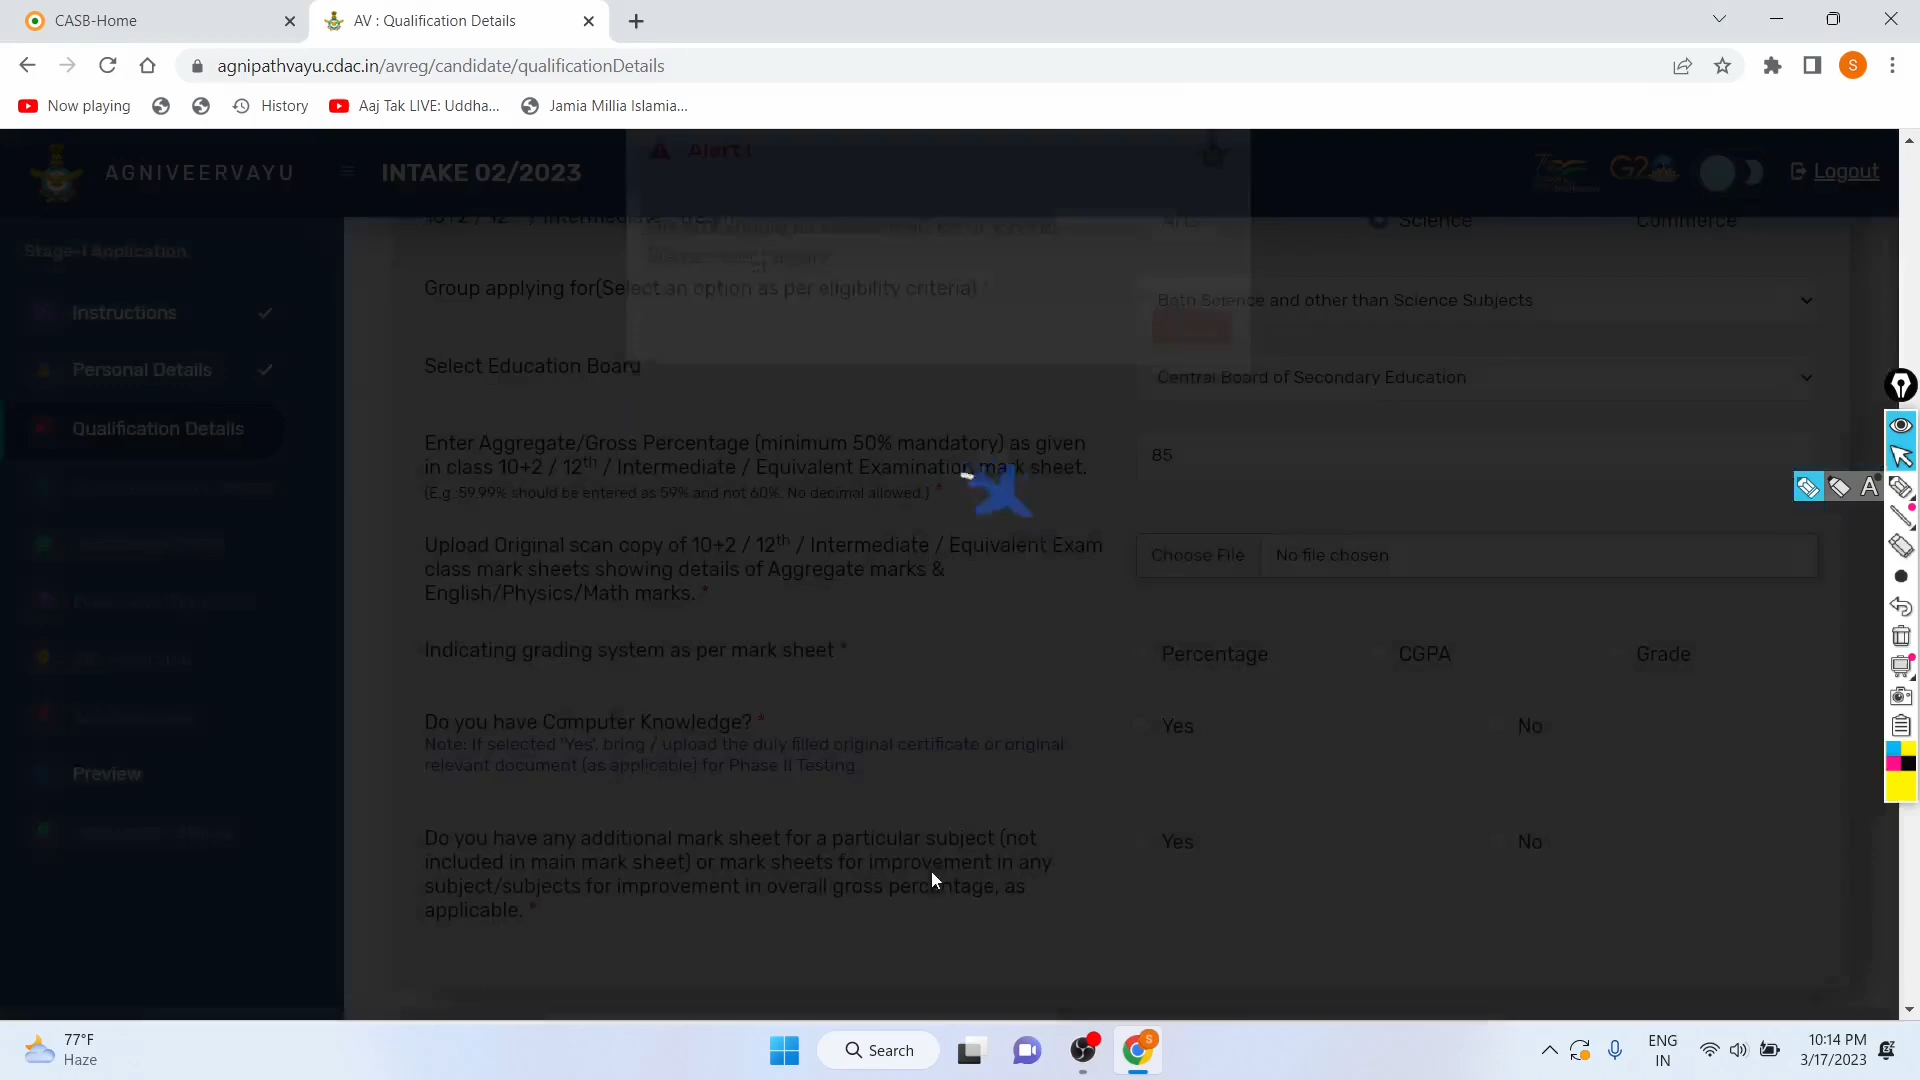 CASB-Home
AV : Qualification Details
agnipathvayu.cdac.in/avreg/candidate/qualificationDetails
S
Now playing
History
Aaj Tak LIVE: Uddha...
Jamia Millia Islamia...
AGNIVEERVAYU
INTAKE 02/2023
Alert !
G20
Logout
Stage-I Application
10+2 / 12th / Intermediate
Science
Commerce
Instructions
Group applying for(Select an option as per eligibility criteria) *
Both Science and other than Science Subjects
Personal Details
Select Education Board
Central Board of Secondary Education
Qualification Details
Enter Aggregate/Gross Percentage (minimum 50% mandatory) as given
in class 10+2 / 12th / Intermediate / Equivalent Examination mark sheet.
(E.g. 59.99% should be entered as 59% and not 60%. No decimal allowed.) *
85
Upload Original scan copy of 10+2 / 12th / Intermediate / Equivalent Exam
class mark sheets showing details of Aggregate marks &
English/Physics/Math marks. *
Choose File
No file chosen
Indicating grading system as per mark sheet *
Percentage
CGPA
Grade
Do you have Computer Knowledge? *
Note: If selected 'Yes', bring / upload the duly filled original certificate or original
relevant document (as applicable) for Phase II Testing.
Yes
No
Preview
Do you have any additional mark sheet for a particular subject (not
included in main mark sheet) or mark sheets for improvement in any
subject/subjects for improvement in overall gross percentage, as
applicable. *
Yes
No
A
77°F
Haze
Search
S
ENG
IN
10:14 PM
3/17/2023